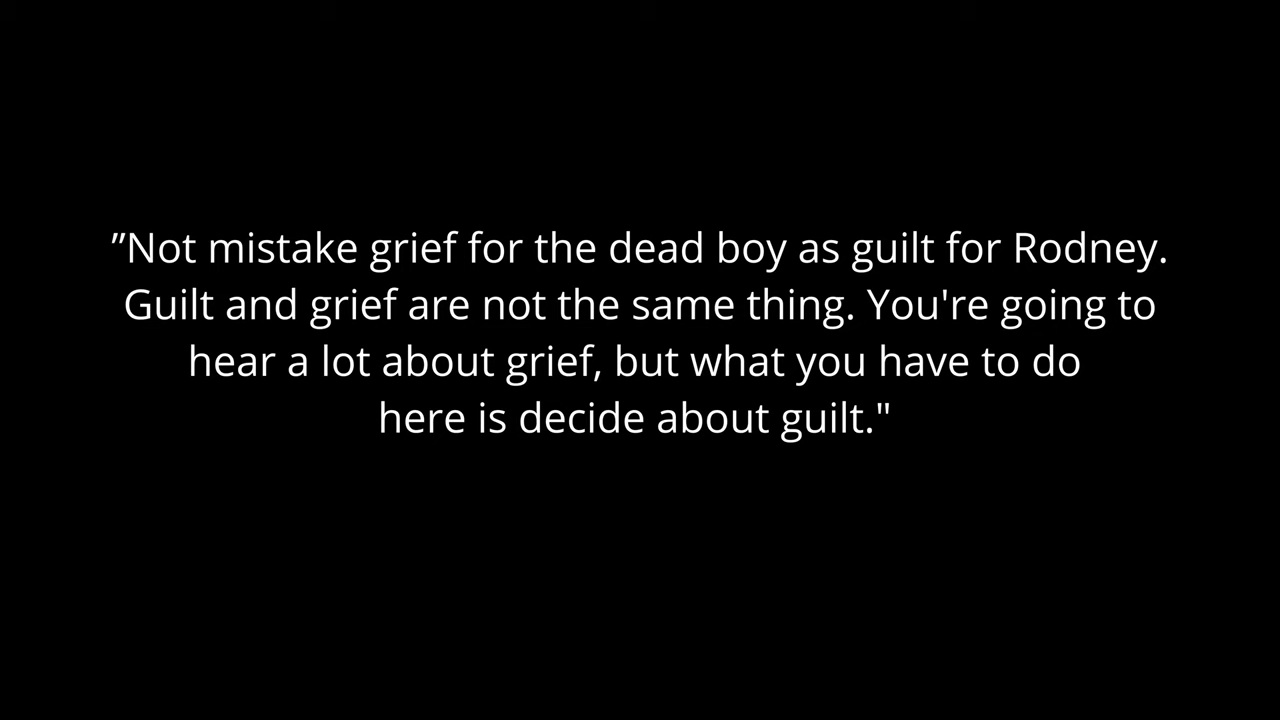 ”Not mistake grief for the dead boy as guilt for Rodney.
Guilt and grief are not the same thing. You're going to
hear a lot about grief, but what you have to do
here is decide about guilt."